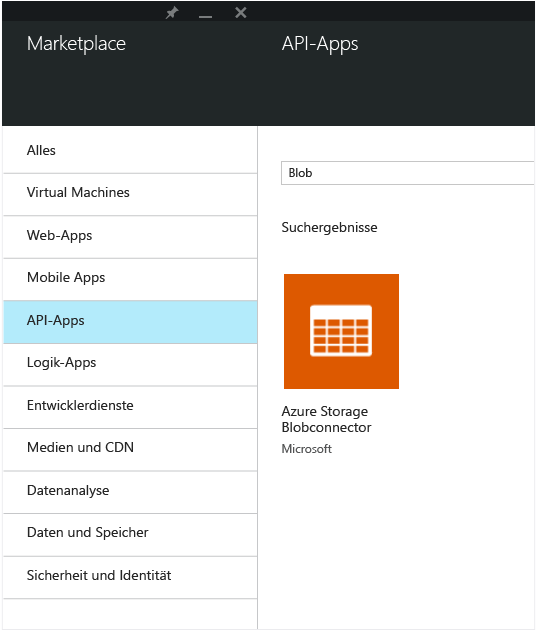 Marketplace
Alles
Virtual Machines
Web-Apps
Mobile Apps
API-Apps
Logik-Apps
Entwicklerdienste
Medien und CDN
Datenanalyse
Daten und Speicher
Sicherheit und Identität
API-Apps
Blob
Suchergebnisse
Azure Storage
Blobconnector
Microsoft